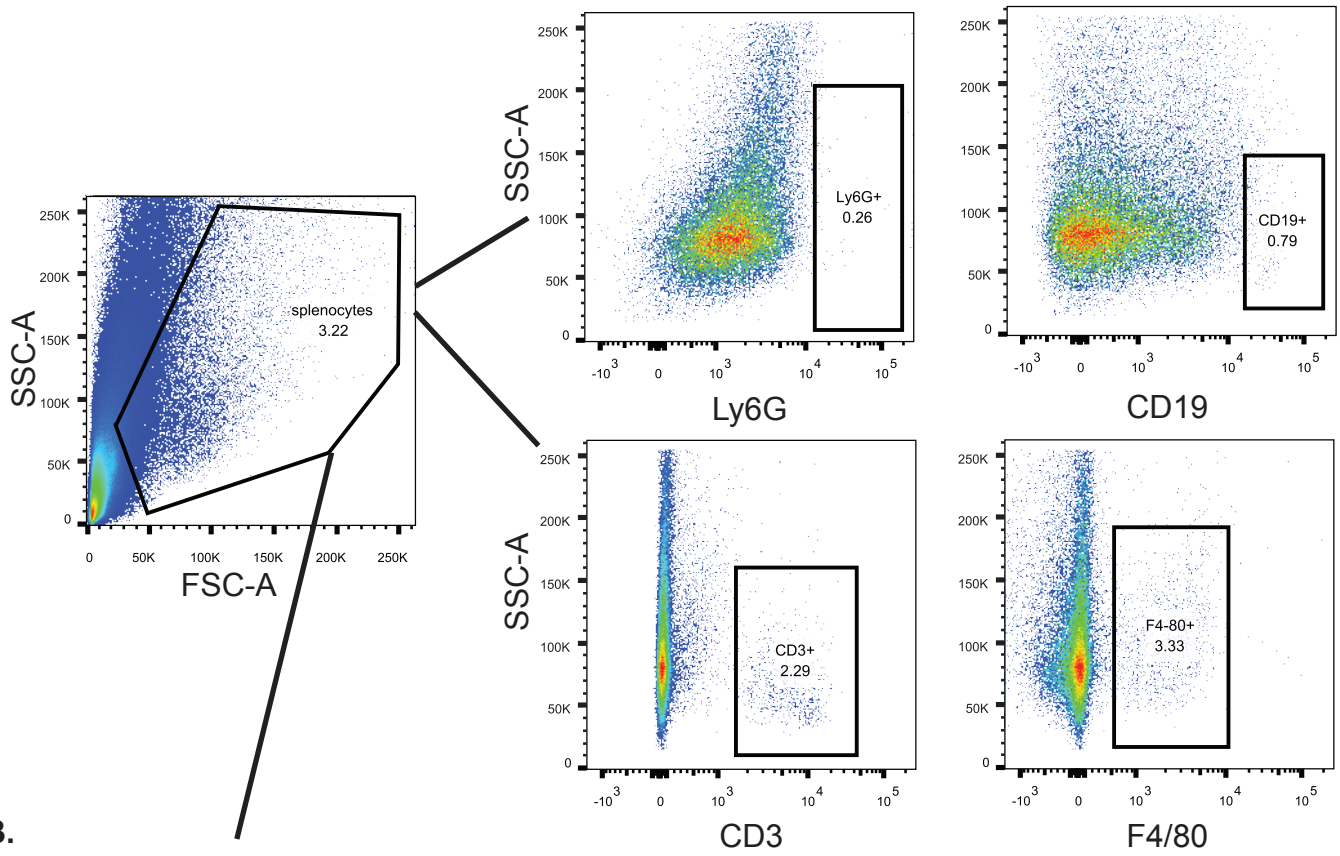 SSC-A
250K
200K
150K
100K
50K
0
splenocytes
3.22
0 50K 100K 150K 200K 250K
FSC-A
SSC-A
250K
200K
150K
100K
50K
0
Ly6G+
0.26
-10³ 0 10³ 10⁴ 10⁵
Ly6G
250K
200K
150K
100K
50K
0
CD19+
0.79
-10³ 0 10³ 10⁴ 10⁵
CD19
SSC-A
250K
200K
150K
100K
50K
0
CD3+
2.29
-10³ 0 10³ 10⁴ 10⁵
CD3
250K
200K
150K
100K
50K
0
F4-80+
3.33
-10³ 0 10³ 10⁴ 10⁵
F4/80